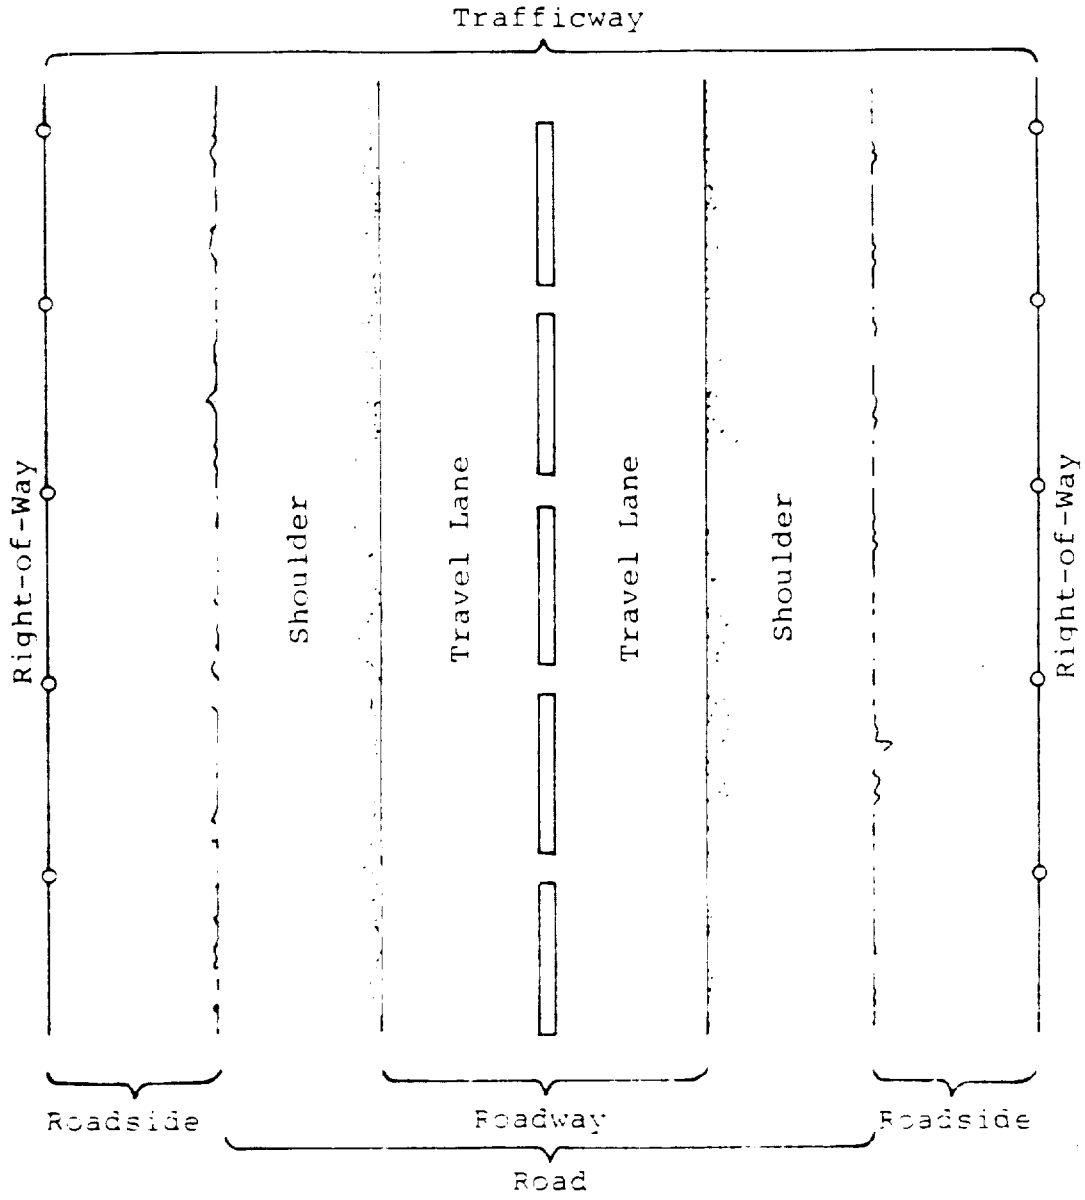 Trafficway
Right-of-Way
Shoulder
Travel Lane
Travel Lane
Shoulder
Right-of-Way
Roadside
Roadway
Roadside
Road